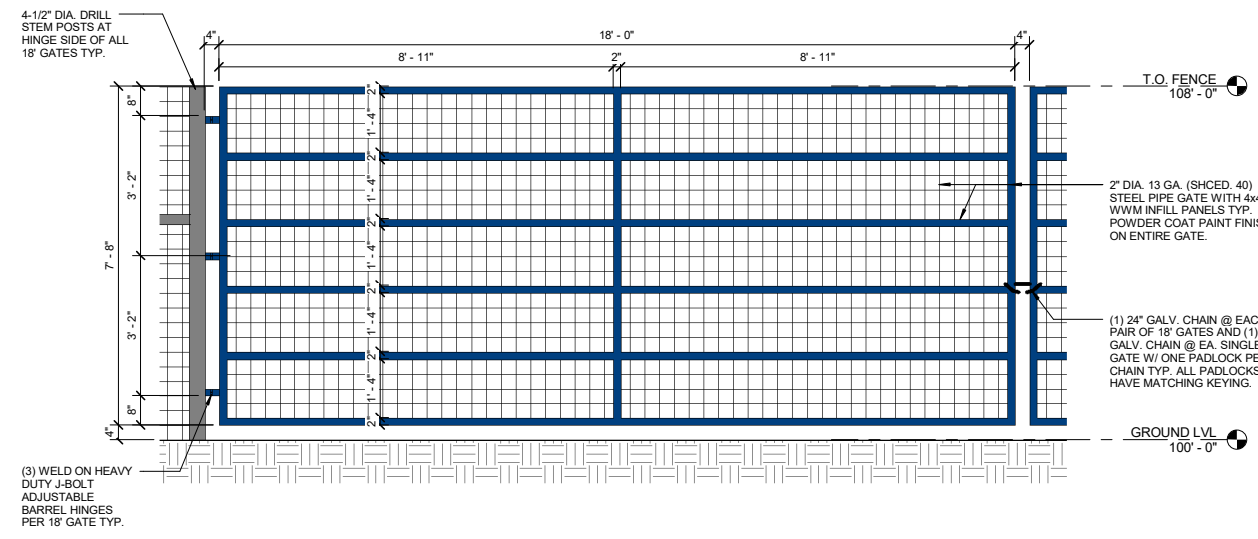 4-1/2" DIA. DRILL
STEM POSTS AT
HINGE SIDE OF ALL
18' GATES TYP.
4"
18' - 0"
4"
8' - 11"
2"
8' - 11"
T.O. FENCE
108' - 0"
8"
3' - 2"
7' - 8"
3' - 2"
8"
4"
2"
1' - 4"
2"
1' - 4"
2"
1' - 4"
2"
1' - 4"
2"
1' - 4"
2"
2" DIA. 13 GA. (SHCED. 40)
STEEL PIPE GATE WITH 4x4
WWM INFILL PANELS TYP.
POWDER COAT PAINT FINIS
ON ENTIRE GATE.
(1) 24" GALV. CHAIN @ EAC
PAIR OF 18' GATES AND (1)
GALV. CHAIN @ EA. SINGLE
GATE W/ ONE PADLOCK PE
CHAIN TYP. ALL PADLOCKS
HAVE MATCHING KEYING.
GROUND LVL
100' - 0"
(3) WELD ON HEAVY
DUTY J-BOLT
ADJUSTABLE
BARREL HINGES
PER 18' GATE TYP.